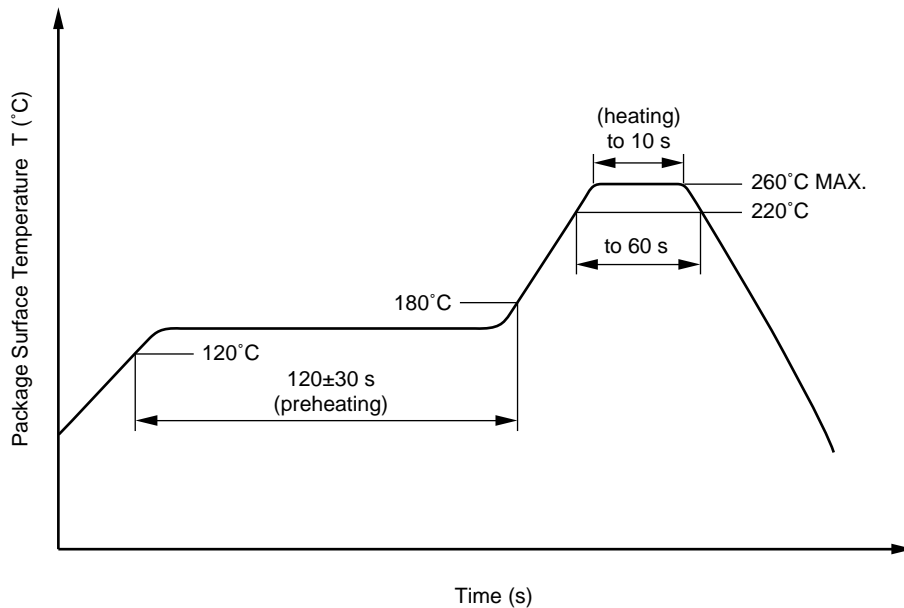 Package Surface Temperature T (˚C)
(heating)
to 10 s
260˚C MAX.
220˚C
to 60 s
180˚C
120˚C
120±30 s
(preheating)
Time (s)